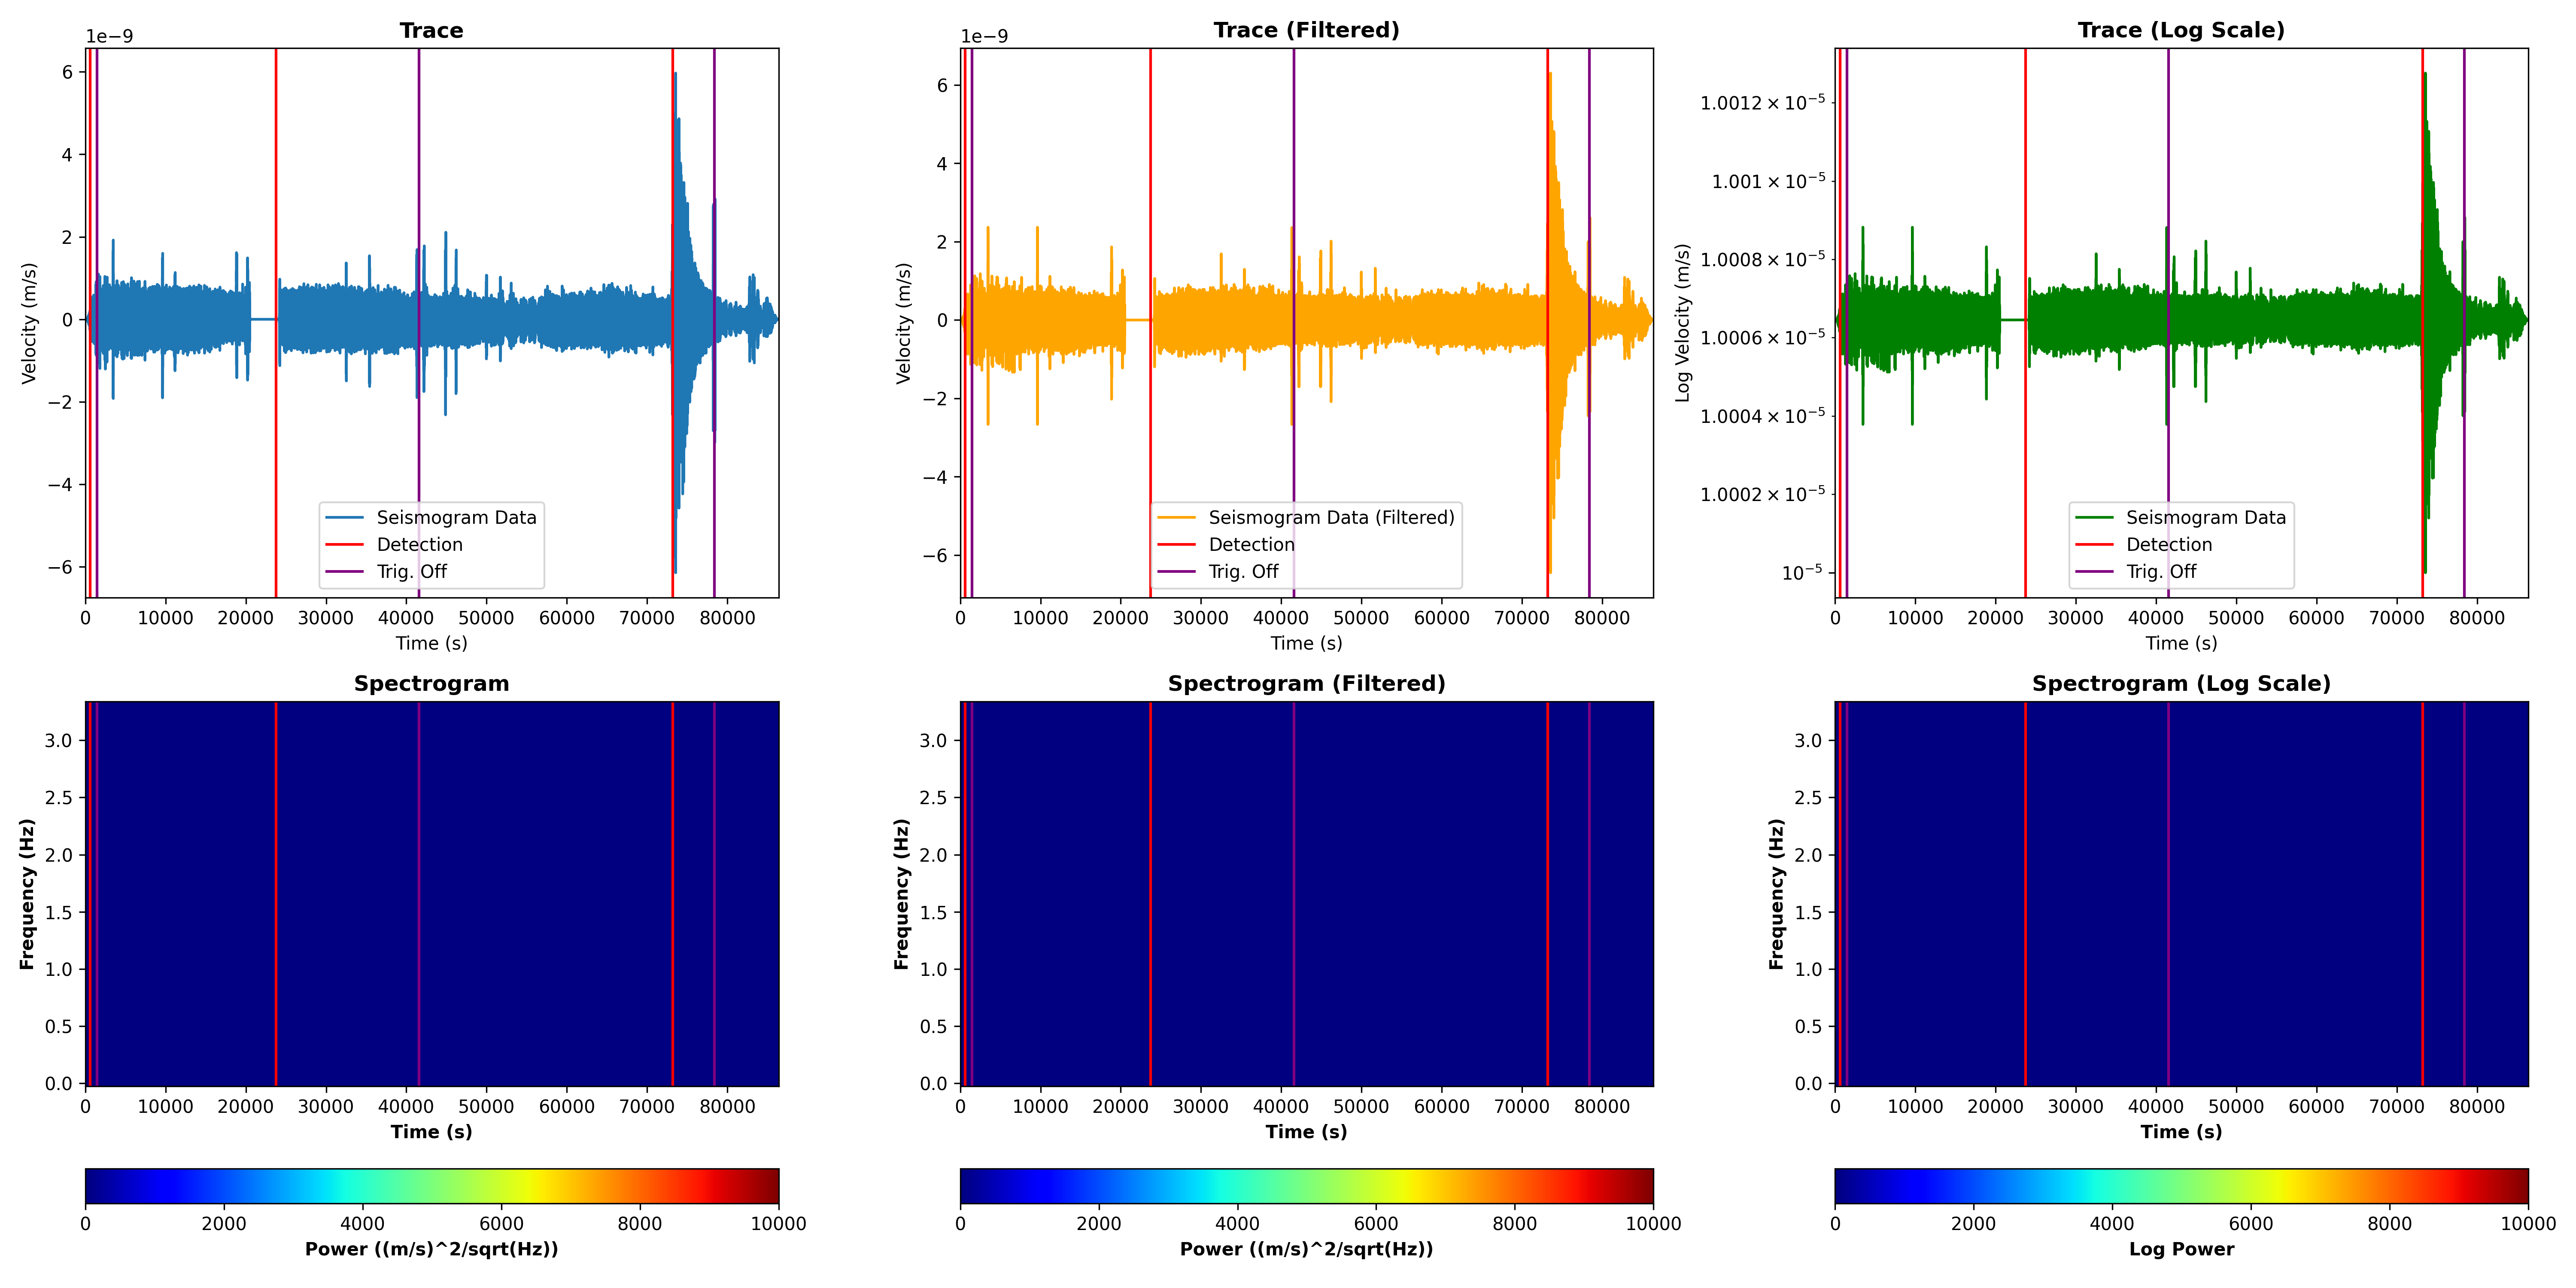 Trace
1e−9
Velocity (m/s)
6
4
2
0
−2
−4
−6
Seismogram Data
Detection
Trig. Off
0 10000 20000 30000 40000 50000 60000 70000 80000
Time (s)
Trace (Filtered)
1e−9
Velocity (m/s)
6
4
2
0
−2
−4
−6
Seismogram Data (Filtered)
Detection
Trig. Off
0 10000 20000 30000 40000 50000 60000 70000 80000
Time (s)
Trace (Log Scale)
Log Velocity (m/s)
1.0012 × 10⁻⁵
1.001 × 10⁻⁵
1.0008 × 10⁻⁵
1.0006 × 10⁻⁵
1.0004 × 10⁻⁵
1.0002 × 10⁻⁵
10⁻⁵
Seismogram Data
Detection
Trig. Off
0 10000 20000 30000 40000 50000 60000 70000 80000
Time (s)
Spectrogram
Frequency (Hz)
3.0
2.5
2.0
1.5
1.0
0.5
0.0
0 10000 20000 30000 40000 50000 60000 70000 80000
Time (s)
0 2000 4000 6000 8000 10000
Power ((m/s)^2/sqrt(Hz))
Spectrogram (Filtered)
Frequency (Hz)
3.0
2.5
2.0
1.5
1.0
0.5
0.0
0 10000 20000 30000 40000 50000 60000 70000 80000
Time (s)
0 2000 4000 6000 8000 10000
Power ((m/s)^2/sqrt(Hz))
Spectrogram (Log Scale)
Frequency (Hz)
3.0
2.5
2.0
1.5
1.0
0.5
0.0
0 10000 20000 30000 40000 50000 60000 70000 80000
Time (s)
0 2000 4000 6000 8000 10000
Log Power